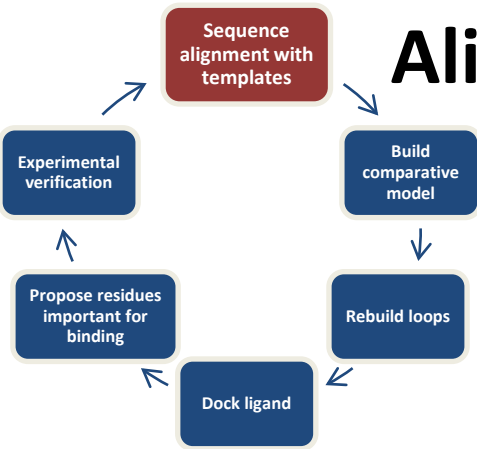 Sequence
alignment with
templates
Ali
Build
comparative
model
Rebuild loops
Dock ligand
Propose residues
important for
binding
Experimental
verification